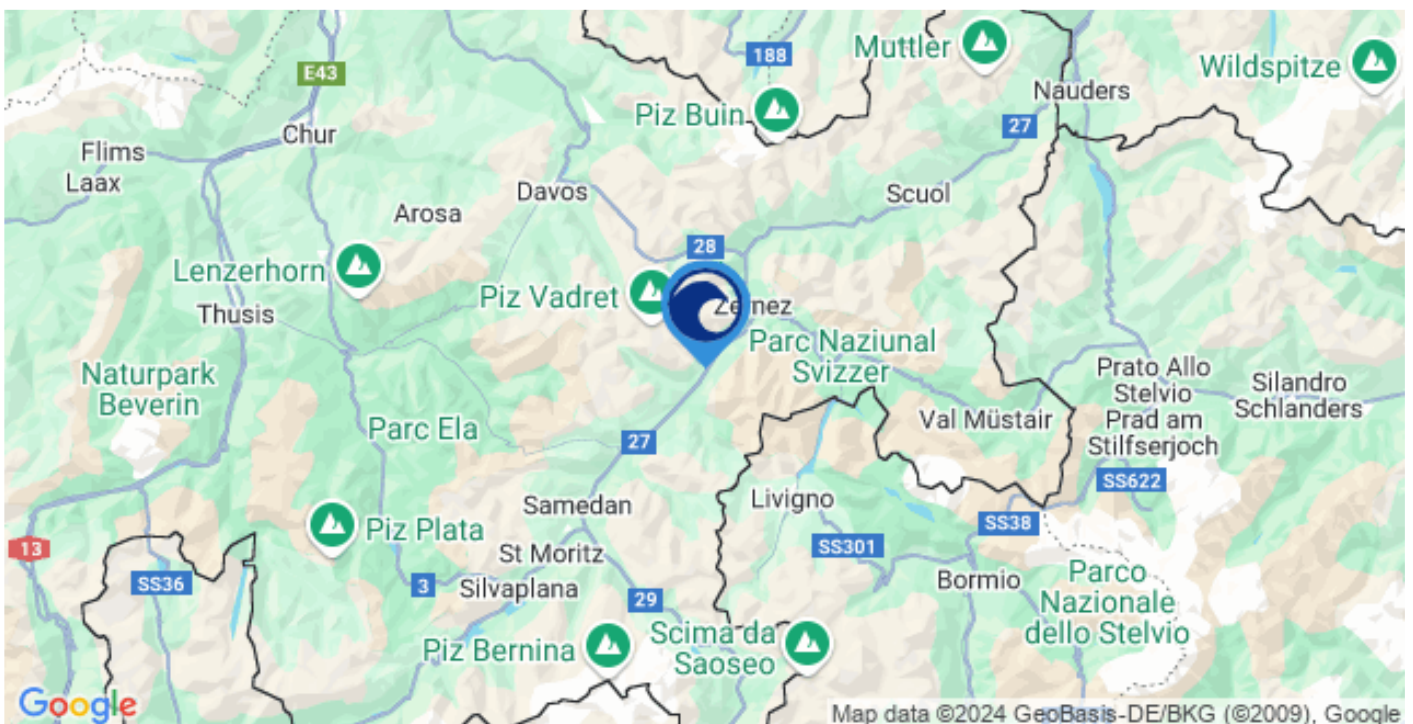 Muttler
Wildspitze
188
E43
Nauders
Piz Buin
27
Chur
Flims
Laax
Davos
Scuol
Arosa
28
Lenzerhorn
Piz Vadret
Zernez
Thusis
Parc Naziunal
Svizzer
Naturpark
Beverin
Prato Allo
Stelvio
Prad am
Stilfserjoch
Silandro
Schlanders
Parc Ela
Val Müstair
27
SS622
Samedan
Livigno
Piz Plata
SS38
13
St Moritz
SS301
SS36
3
Silvaplana
29
Bormio
Parco
Nazionale
dello Stelvio
Piz Bernina
Scima da
Saoseo
Google
Map data ©2024 GeoBasis-DE/BKG (©2009), Google